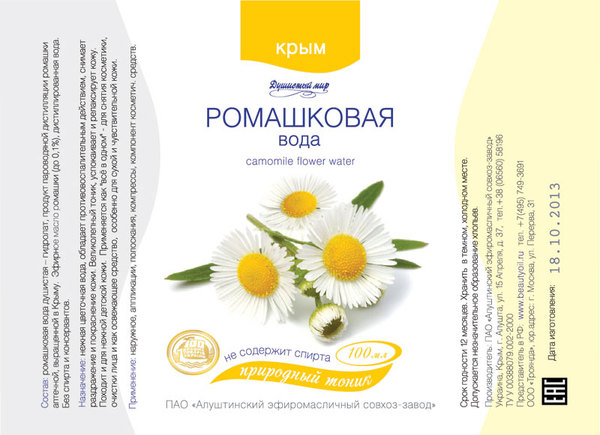 Состав: ромашковая вода душистая – гидролат, продукт пароводяной дистилляции ромашки
аптечной, выращенной в Крыму. Эфирное масло ромашки (до 0,1%), дистиллированная вода.
Без спирта и консервантов.
Назначение: нежная цветочная вода, обладает противовоспалительным действием, снимает
раздражение и покраснение кожи. Великолепный тоник, успокаивает и релаксирует кожу.
Походит и для нежной детской кожи. Применяется как "всё в одном" - для снятия косметики,
очистки лица и как освежающее средство, особенно для сухой и чувствительной кожи.
Применение: наружное, аппликации, полоскания, компрессы, компонент косметич. средств.
крым
Душистый мир
РОМАШКОВАЯ
вода
camomile flower water
не содержит спирта
100 мл
природный тоник
ПАО «Алуштинский эфиромасличный совхоз-завод»
Срок годности: 12 месяцев. Хранить в темном, холодном месте.
Допускается незначительное образование хлопьев.
Производитель: ПАО «Алуштинский эфиромасличный совхоз-завод»
Украина, Крым, г. Алушта, ул. 15 Апреля, д. 37, тел.+38 (06560) 58196
ТУ У 00388079.002-2000
Представитель в РФ: www.beautyoil.ru тел. +7(495) 749-3691
ООО «Троянда», юр.адрес: г. Москва, ул. Перерва, 31
Дата изготовления: 18.10.2013
EAC